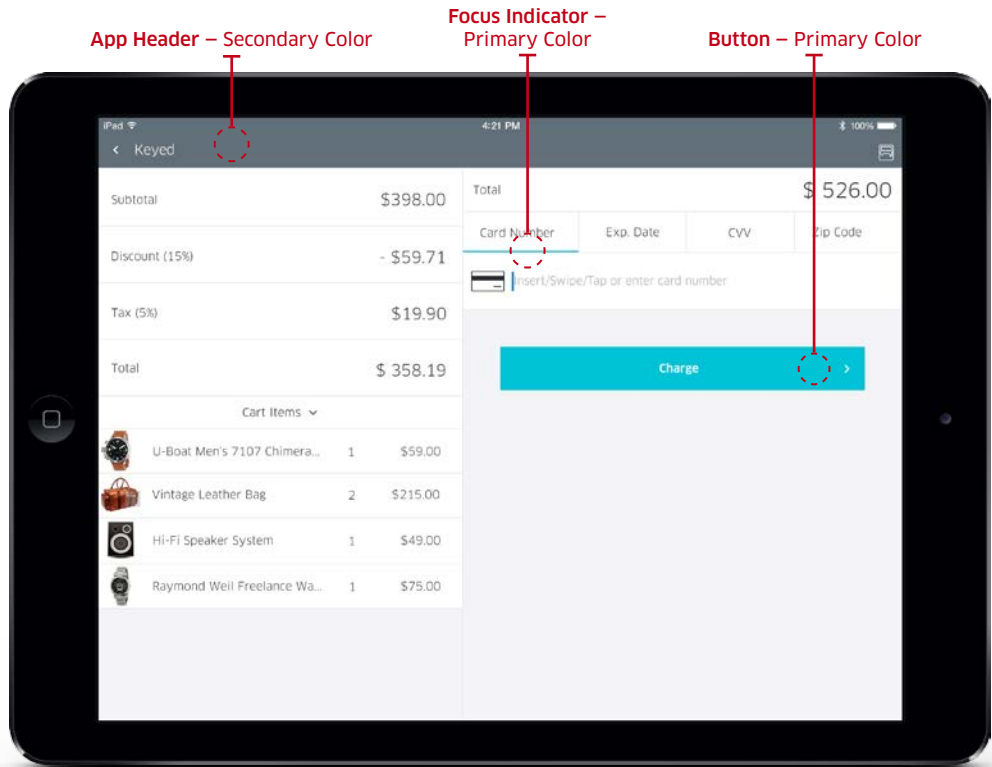 App Header – Secondary Color
Focus Indicator –
Primary Color
Button – Primary Color
iPad
4:21 PM
100%
Keyed
Subtotal $398.00
Discount (15%) - $59.71
Tax (5%) $19.90
Total $ 358.19
Cart Items
U-Boat Men's 7107 Chimera... 1 $59.00
Vintage Leather Bag 2 $215.00
Hi-Fi Speaker System 1 $49.00
Raymond Weil Freelance Wa... 1 $75.00
Total $ 526.00
Card Number Exp. Date CVV Zip Code
Insert/Swipe/Tap or enter card number
Charge